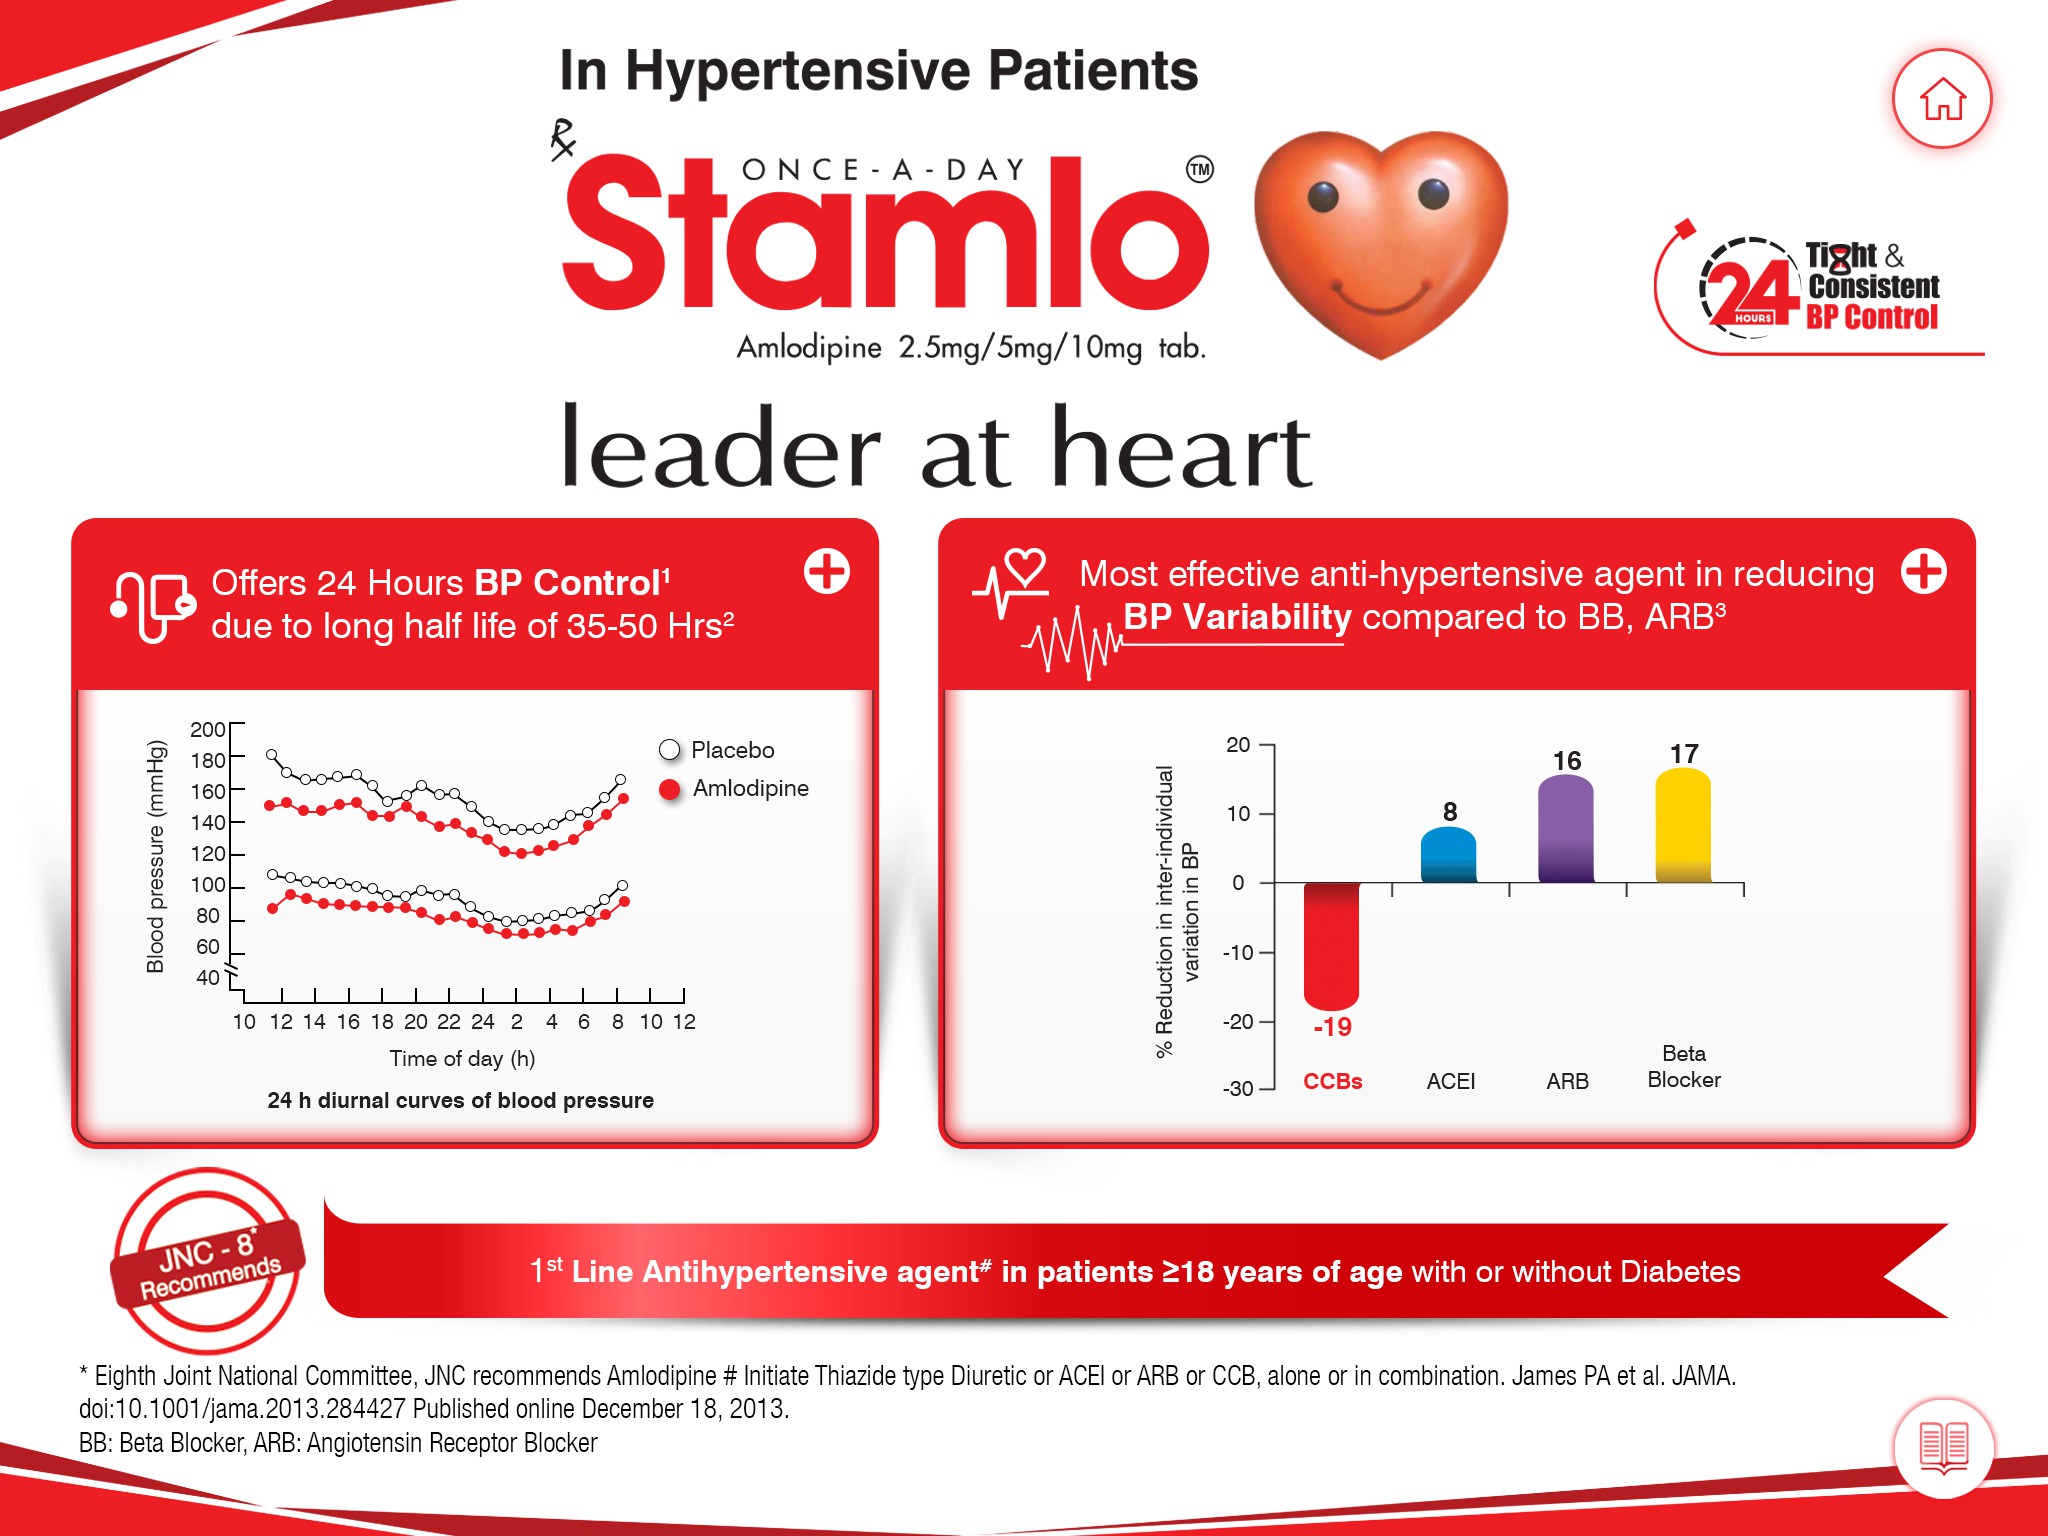 In Hypertensive Patients
℞
ONCE-A-DAY
Stamlo™
Amlodipine 2.5mg/5mg/10mg tab.
leader at heart
24 HOURS
Tight &
Consistent
BP Control
Offers 24 Hours BP Control¹
due to long half life of 35-50 Hrs²
Blood pressure (mmHg)
200
180
160
140
120
100
80
60
40
Placebo
Amlodipine
10 12 14 16 18 20 22 24 2 4 6 8 10 12
Time of day (h)
24 h diurnal curves of blood pressure
Most effective anti-hypertensive agent in reducing
BP Variability compared to BB, ARB³
% Reduction in inter-individual
variation in BP
20
10
0
-10
-20
-30
-19
8
16
17
CCBs
ACEI
ARB
Beta
Blocker
JNC - 8*
Recommends
1st Line Antihypertensive agent# in patients ≥18 years of age with or without Diabetes
* Eighth Joint National Committee, JNC recommends Amlodipine # Initiate Thiazide type Diuretic or ACEI or ARB or CCB, alone or in combination. James PA et al. JAMA.
doi:10.1001/jama.2013.284427 Published online December 18, 2013.
BB: Beta Blocker, ARB: Angiotensin Receptor Blocker